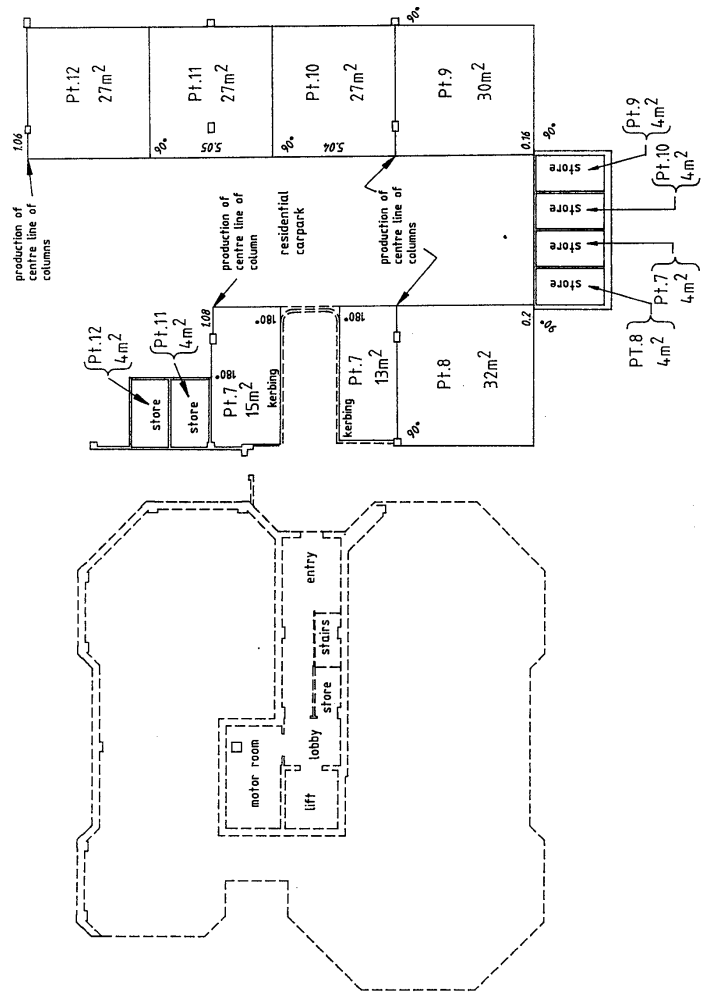 Pt.12
27m²
Pt.11
27m²
Pt.10
27m²
Pt.9
30m²
90°
1.06
90°
5.05
90°
5.04
0.16
90°
production of
centre line of
columns
production of
centre line of
column
residential
carpark
production of
centre line of
columns
store
store
store
store
Pt.9
4m²
Pt.10
4m²
Pt.7
4m²
PT.8
4m²
Pt.12
4m²
Pt.11
4m²
store
store
1.08
180°
180°
Pt.7
15m²
kerbing
180°
Pt.7
13m²
kerbing
Pt.8
32m²
90°
0.2
90°
entry
stairs
store
lobby
motor room
lift